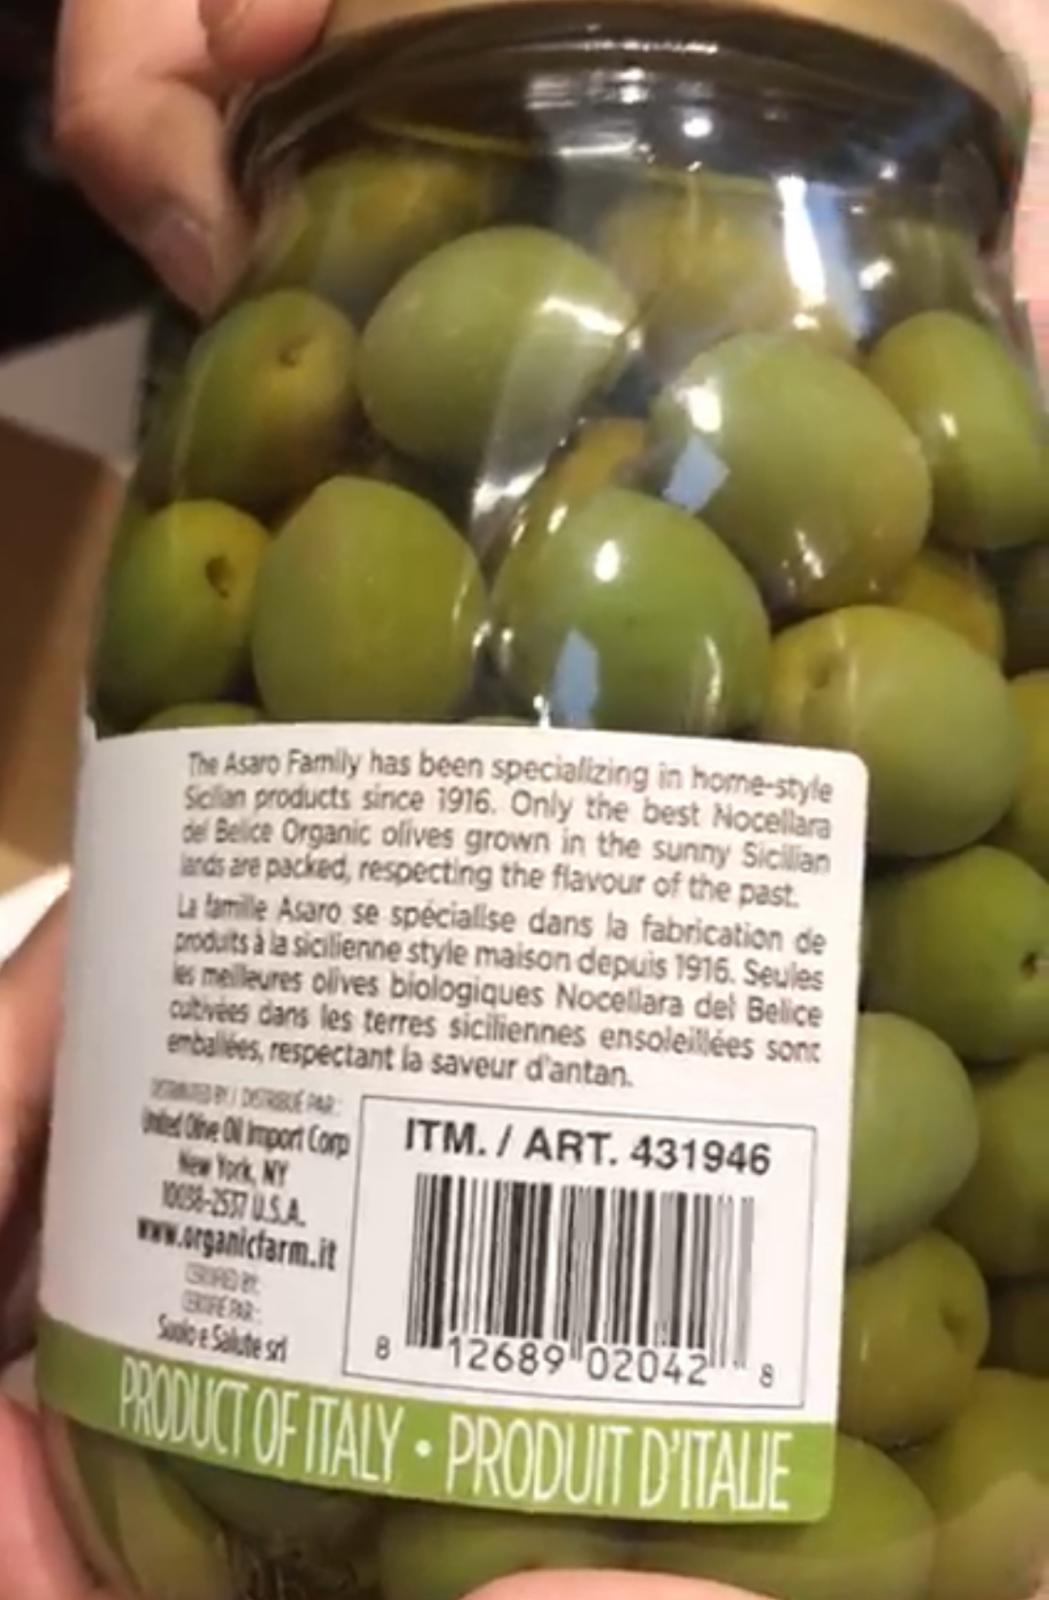 The Asaro Family has been specializing in home-style
Sicilian products since 1916. Only the best Nocellara
del Belice Organic olives grown in the sunny Sicilian
lands are packed, respecting the flavour of the past.
La famille Asaro se spécialise dans la fabrication de
produits à la sicilienne style maison depuis 1916. Seules
les meilleures olives biologiques Nocellara del Belice
cultivées dans les terres siciliennes ensoleillées sont
emballées, respectant la saveur d'antan.
DISTRIBUTED BY / DISTRIBUÉ PAR:
United Olive Oil Import Corp
New York, NY
U.S.A.
www.organicfarm.it
CERTIFIED BY:
CERTIFIÉ PAR:
Suolo e Salute srl
ITM. / ART. 431946
8 12689 02042 8
PRODUCT OF ITALY • PRODUIT D'ITALIE